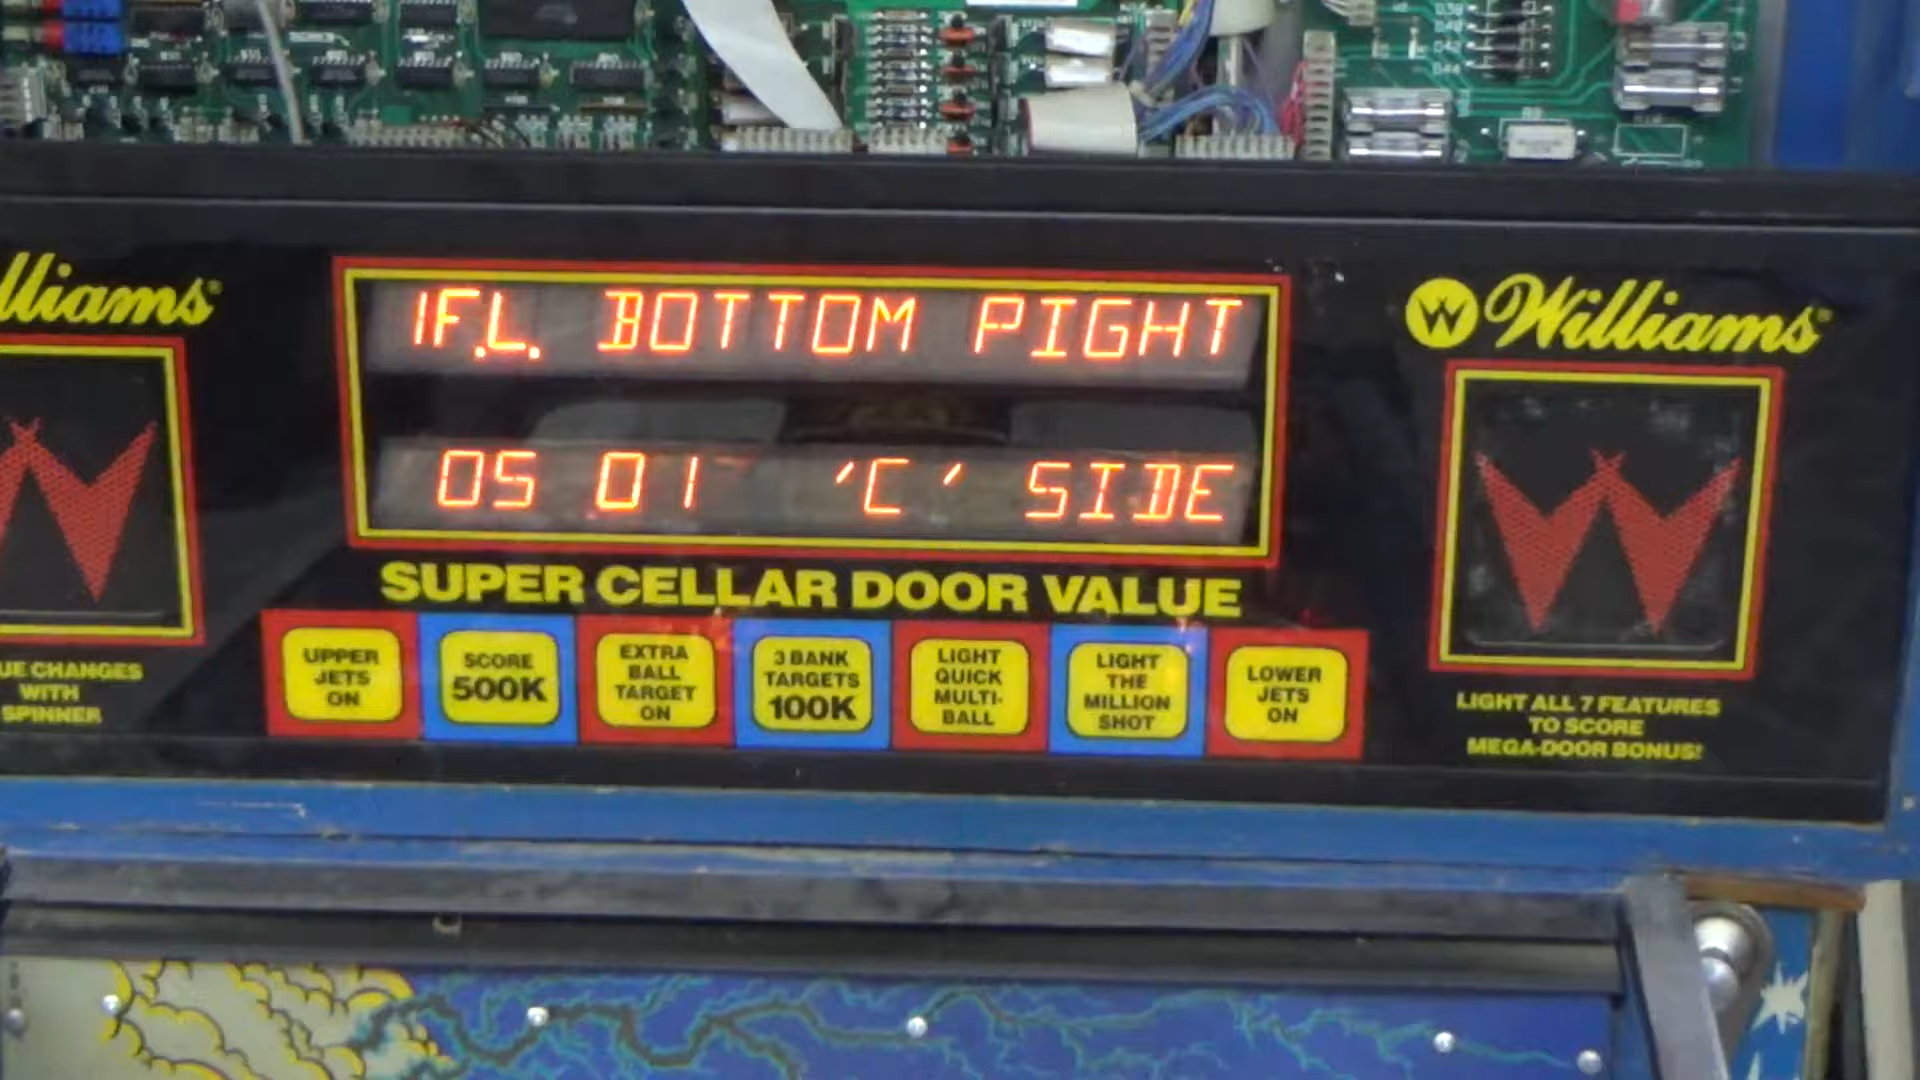 lliams
1F.L. BOTTOM PIGHT
Williams
05 01 'C' SIDE
SUPER CELLAR DOOR VALUE
UPPER JETS ON
SCORE 500K
EXTRA BALL TARGET ON
3 BANK TARGETS 100K
LIGHT QUICK MULTI-BALL
LIGHT THE MILLION SHOT
LOWER JETS ON
UE CHANGES
WITH
SPINNER
LIGHT ALL 7 FEATURES
TO SCORE
MEGA-DOOR BONUS!